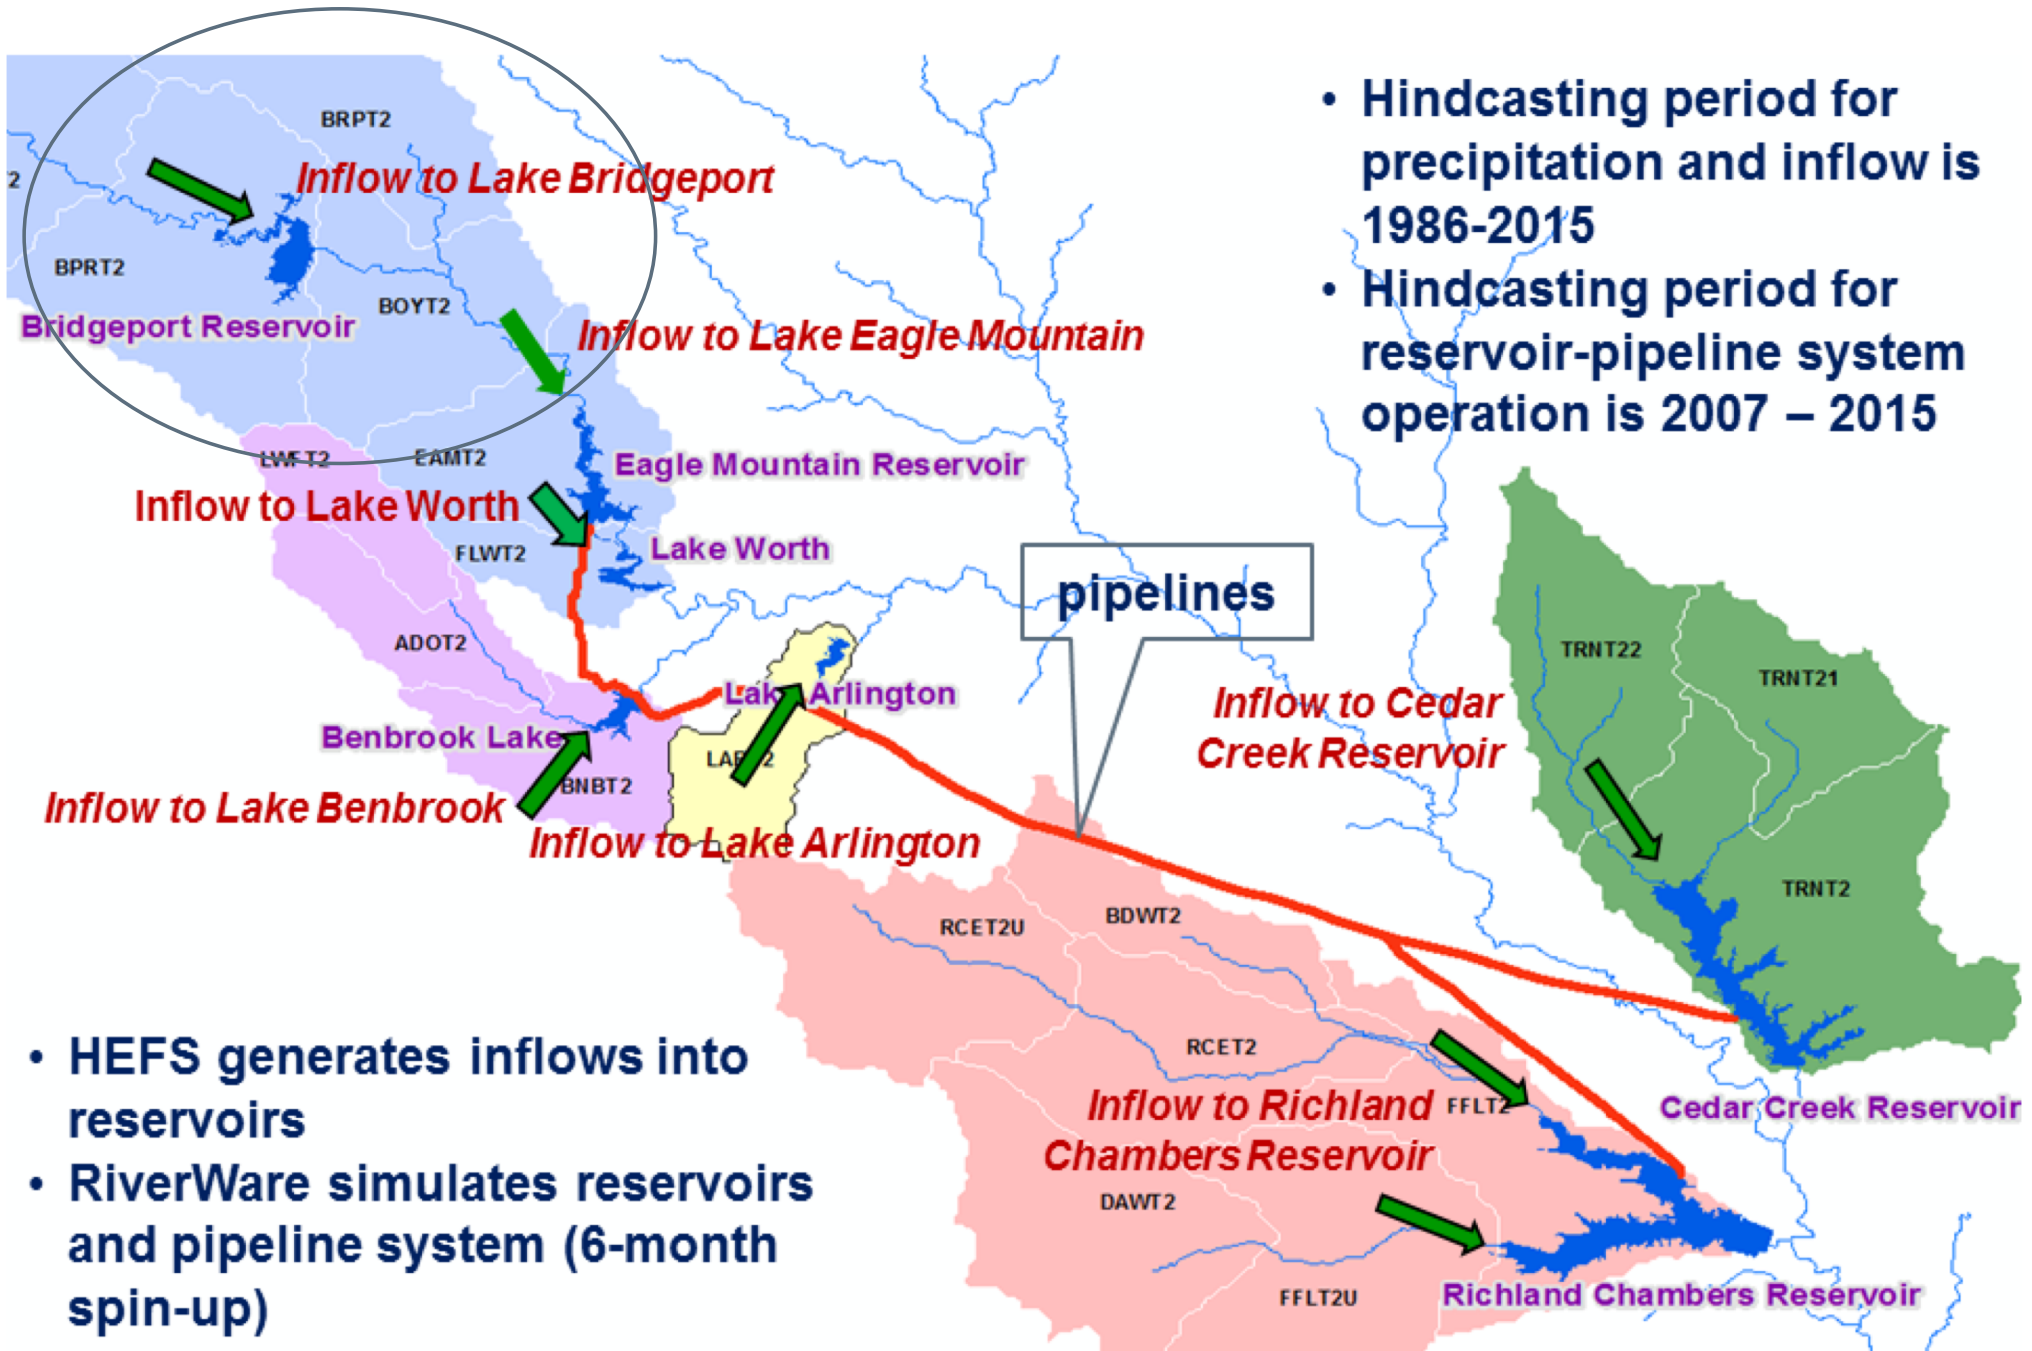 • Hindcasting period for
precipitation and inflow is
1986-2015
• Hindcasting period for
reservoir-pipeline system
operation is 2007 – 2015
BRPT2
Inflow to Lake Bridgeport
2
BPRT2
BOYT2
Bridgeport Reservoir
Inflow to Lake Eagle Mountain
LWFT2
EAMT2
Eagle Mountain Reservoir
Inflow to Lake Worth
FLWT2
Lake Worth
pipelines
ADOT2
TRNT22
TRNT21
Lake Arlington
Inflow to Cedar
Creek Reservoir
Benbrook Lake
BNBT2
Inflow to Lake Benbrook
Inflow to Lake Arlington
TRNT2
RCET2U
BDWT2
RCET2
Inflow to Richland
Chambers Reservoir
FFLT2
Cedar Creek Reservoir
DAWT2
FFLT2U
Richland Chambers Reservoir
• HEFS generates inflows into
reservoirs
• RiverWare simulates reservoirs
and pipeline system (6-month
spin-up)